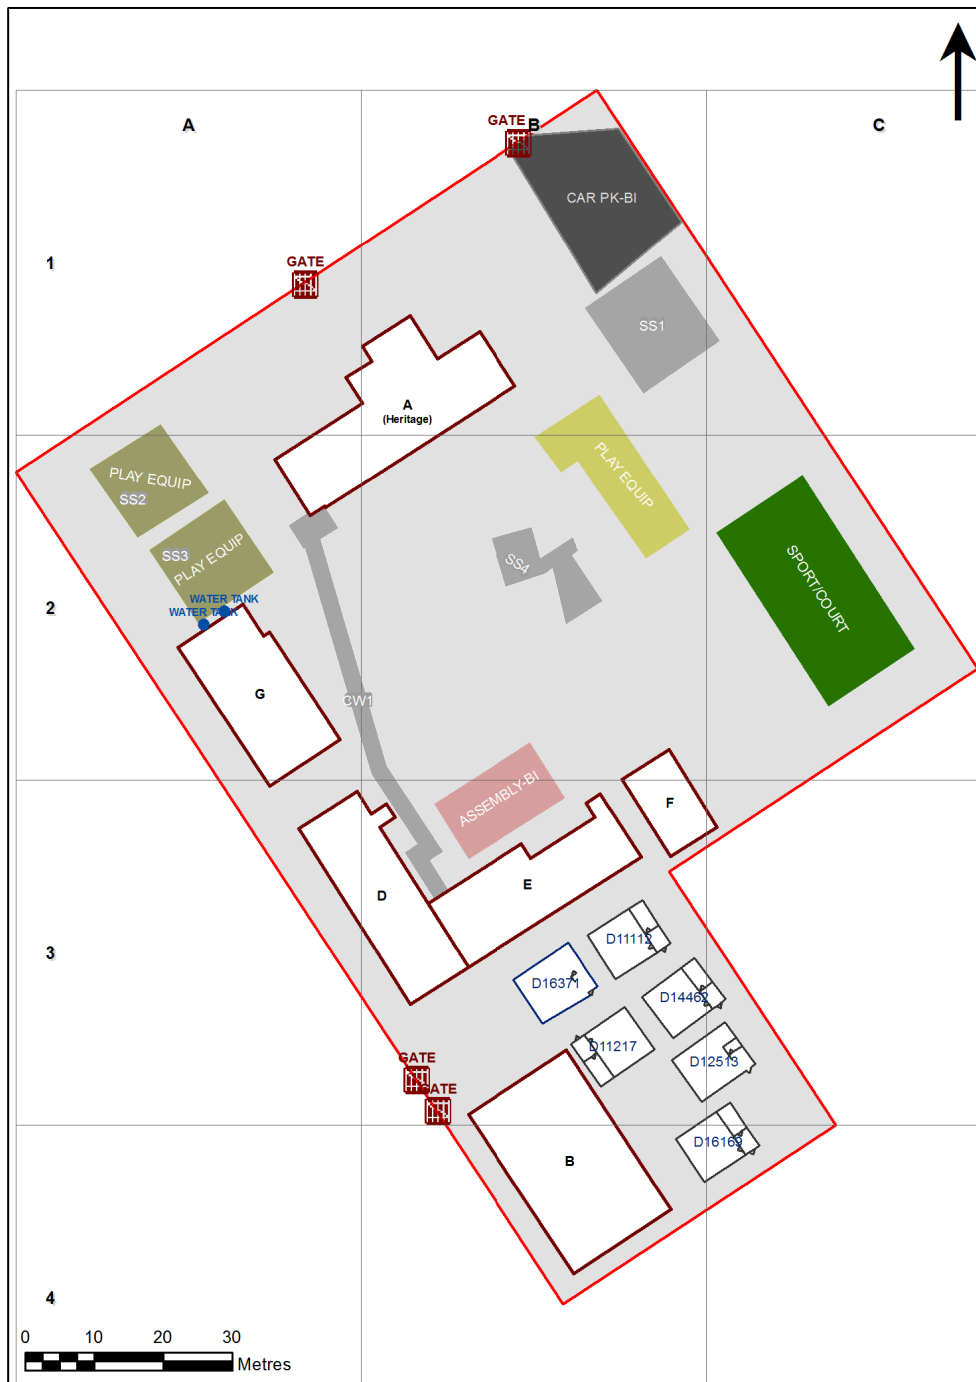 A
B
C
GATE
CAR PK-BI
1
GATE
SS1
A
(Heritage)
PLAY EQUIP
SS2
PLAY EQUIP
SS3
PLAY EQUIP
SS4
SPORT/COURT
2
WATER TANK
WATER TANK
G
CW1
ASSEMBLY-BI
F
E
D
3
D11112
D16371
D14462
D11217
D12513
GATE
GATE
D16169
B
4
0 10 20 30
Metres